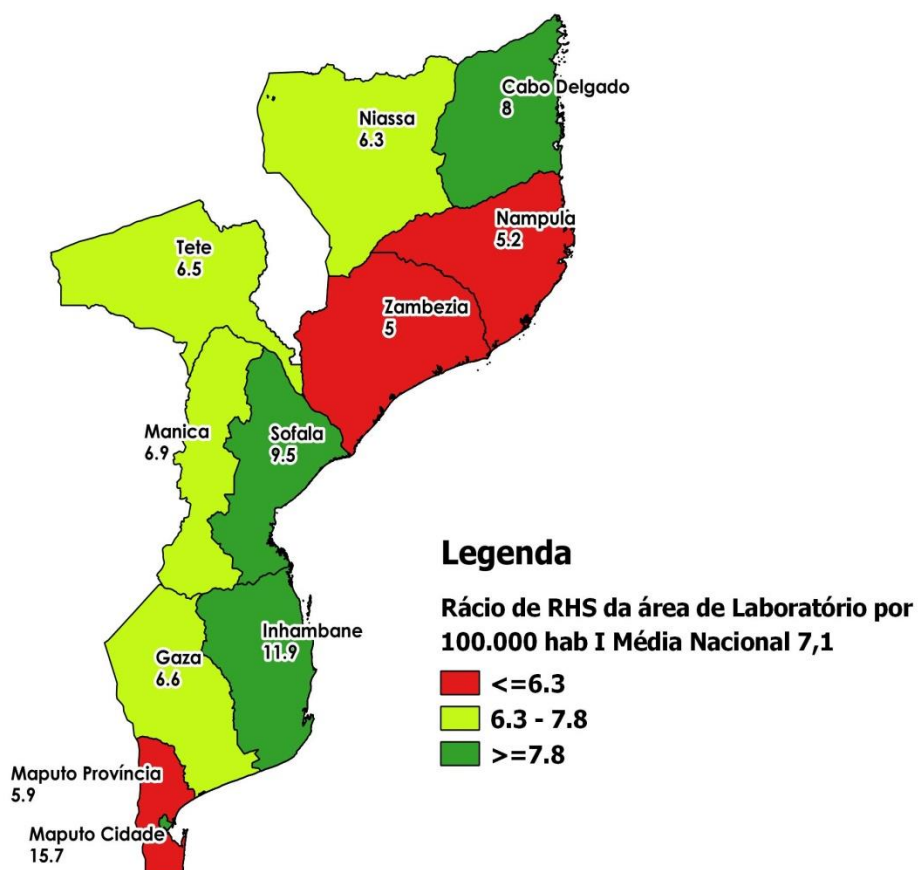 Cabo Delgado
8
Niassa
6.3
Nampula
5.2
Tete
6.5
Zambezia
5
Manica
6.9
Sofala
9.5
Inhambane
11.9
Gaza
6.6
Maputo Província
5.9
Maputo Cidade
15.7
Legenda
Rácio de RHS da área de Laboratório por
100.000 hab I Média Nacional 7,1
<=6.3
6.3 - 7.8
>=7.8